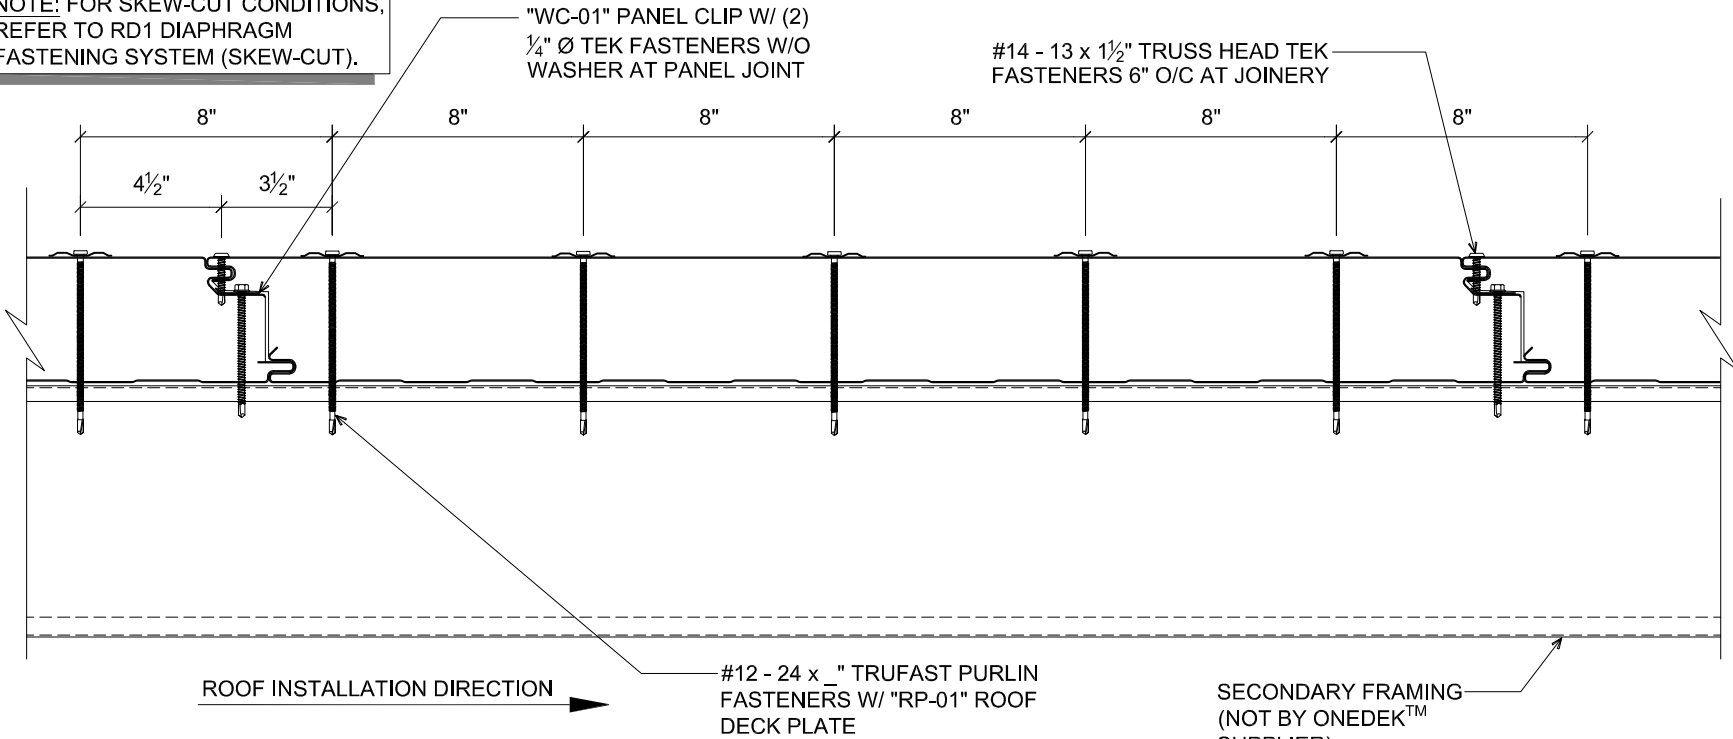 NOTE: FOR SKEW-CUT CONDITIONS,
REFER TO RD1 DIAPHRAGM
FASTENING SYSTEM (SKEW-CUT).
"WC-01" PANEL CLIP W/ (2)
¼" Ø TEK FASTENERS W/O
WASHER AT PANEL JOINT
#14 - 13 x 1½" TRUSS HEAD TEK
FASTENERS 6" O/C AT JOINERY
8" 8" 8" 8" 8" 8"
4½" 3½"
ROOF INSTALLATION DIRECTION
#12 - 24 x _" TRUFAST PURLIN
FASTENERS W/ "RP-01" ROOF
DECK PLATE
SECONDARY FRAMING
(NOT BY ONEDEK™
SUPPLIER)